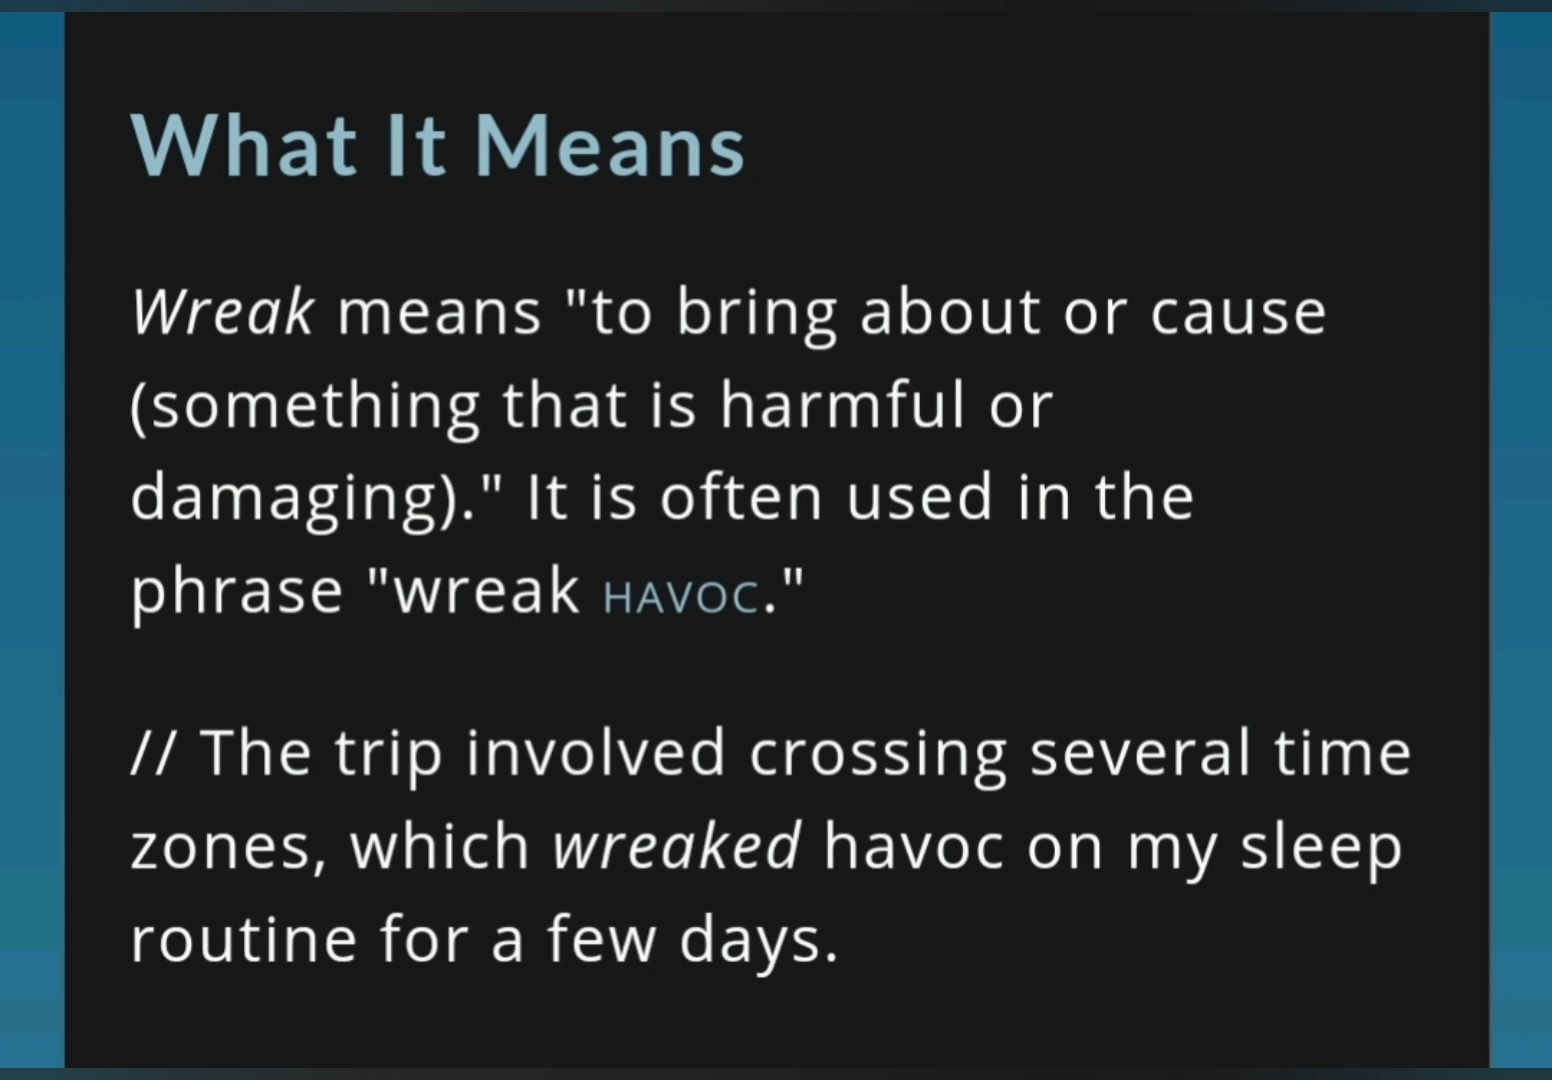 What It Means
Wreak means "to bring about or cause
(something that is harmful or
damaging)." It is often used in the
phrase "wreak HAVOC."
// The trip involved crossing several time
zones, which wreaked havoc on my sleep
routine for a few days.